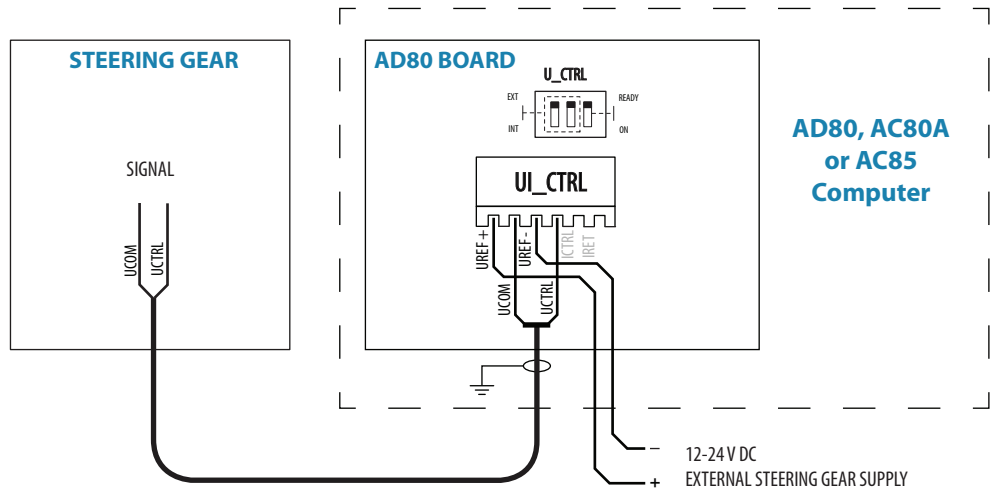 STEERING GEAR
SIGNAL
UCOM
UCTRL
AD80 BOARD
U_CTRL
EXT
READY
INT
ON
UI_CTRL
UREF +
UCOM
UREF -
UCTRL
ICTRL
IRET
AD80, AC80A
or AC85
Computer
– 12-24 V DC
+ EXTERNAL STEERING GEAR SUPPLY